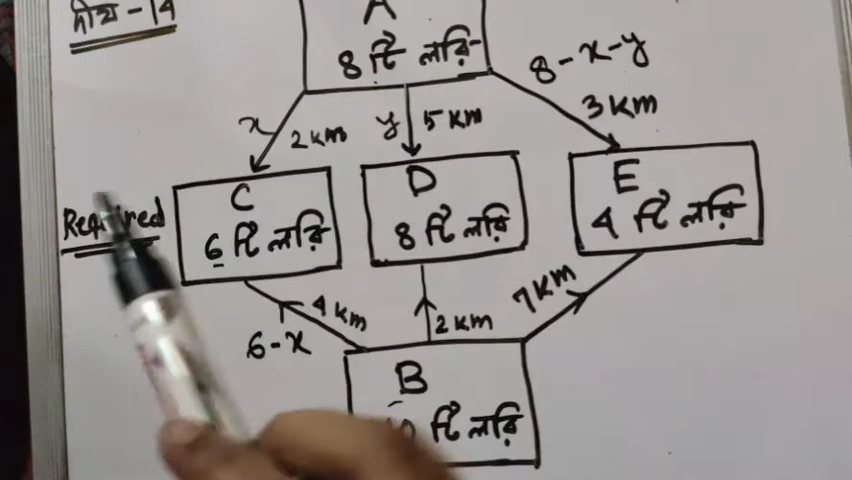 A
8 টি লরি
8-x-y
x
2 km
y
5 km
3 km
Required
C
6 টি লরি
D
8 টি লরি
E
4 টি লরি
6-x
4 km
2 km
7 km
B
টি লরি